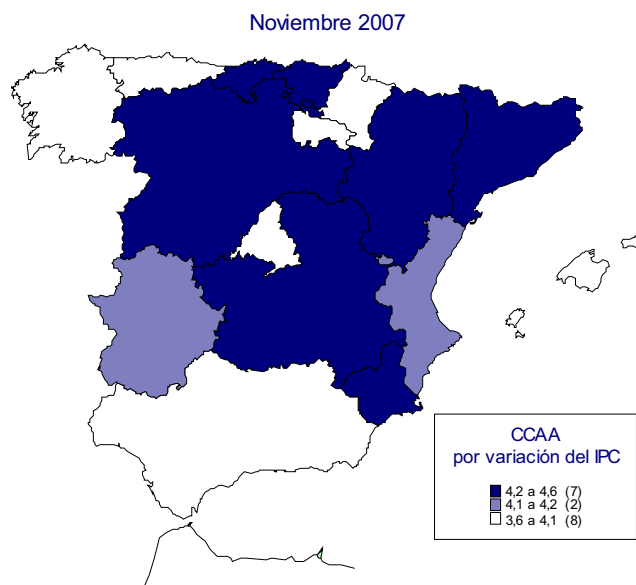 Noviembre 2007
CCAA
por variación del IPC
4,2 a 4,6 (7)
4,1 a 4,2 (2)
3,6 a 4,1 (8)